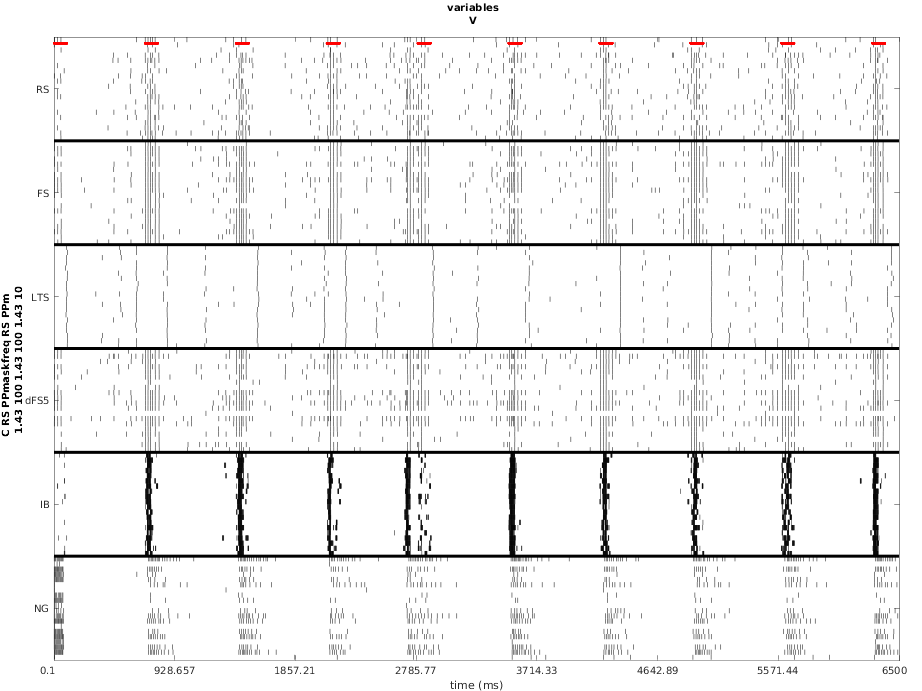 variables
V
RS
FS
LTS
dFS5
IB
NG
C RS PPmaskfreq RS PPm
1.43 100 1.43 100 1.43 10
0.1 928.657 1857.21 2785.77 3714.33 4642.89 5571.44 6500
time (ms)